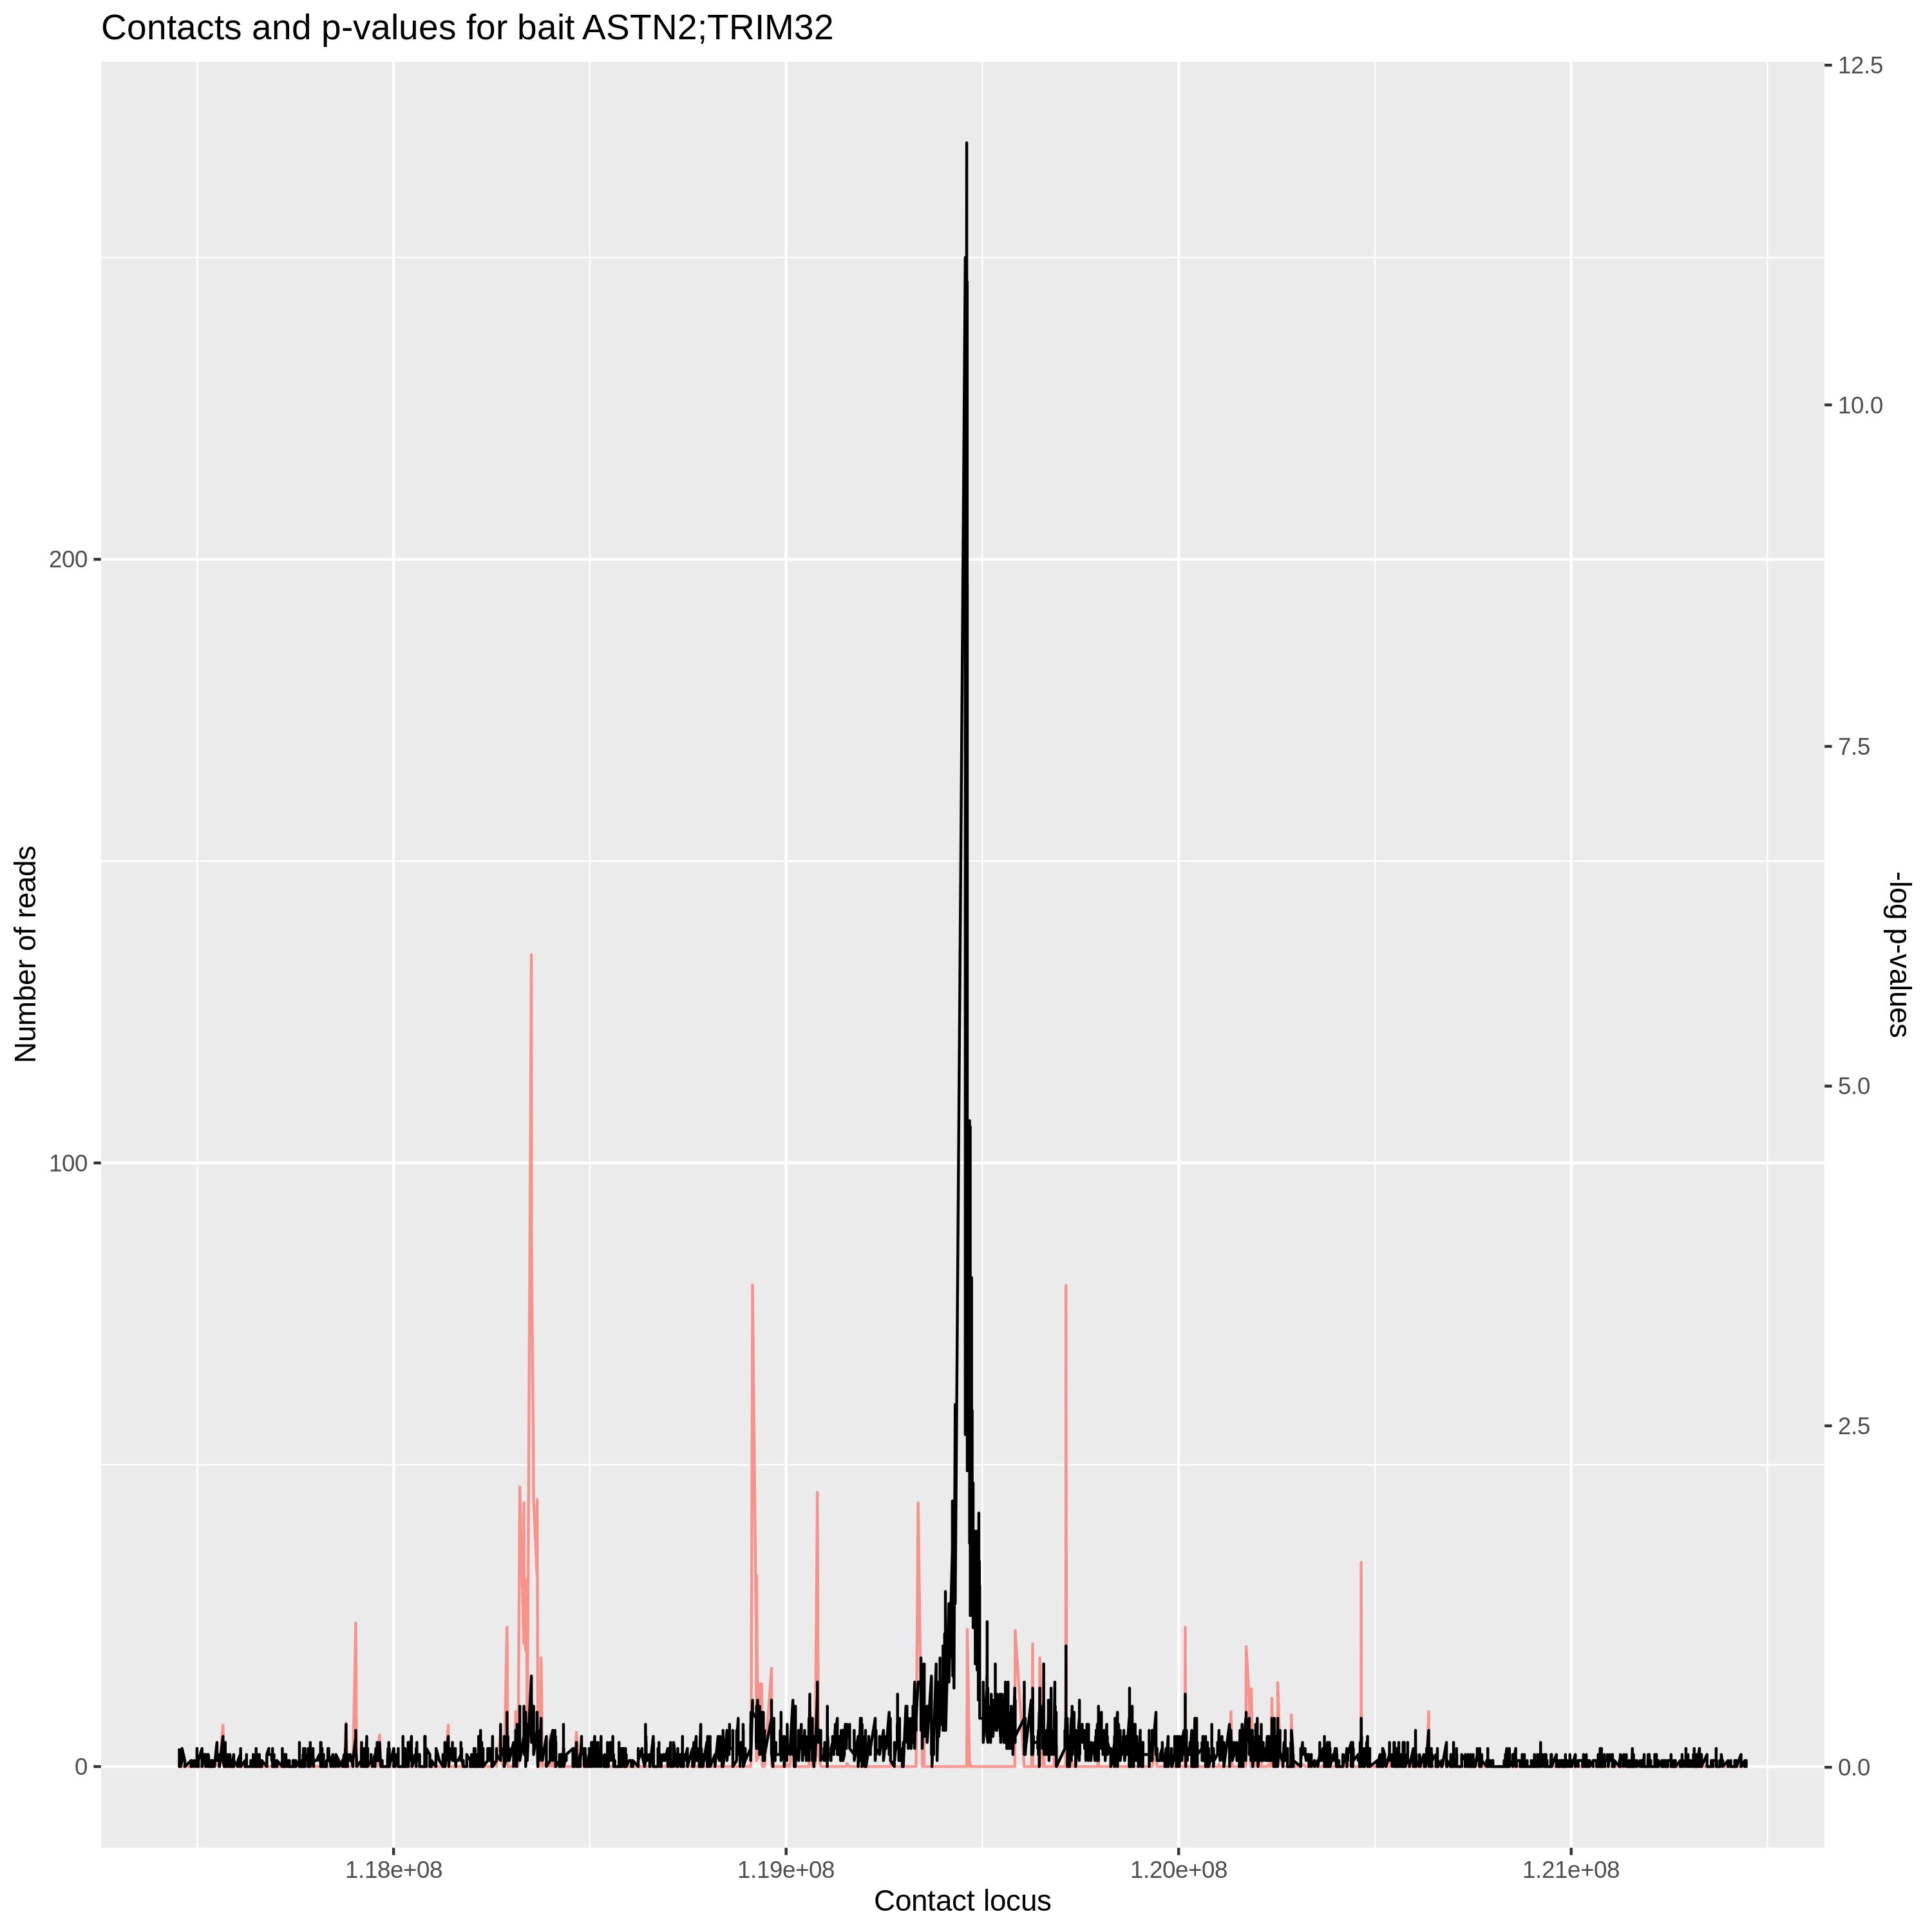 Contacts and p-values for bait ASTN2;TRIM32
12.5
10.0
200
7.5
Number of reads
-log p-values
5.0
100
2.5
0
0.0
1.18e+08
1.19e+08
1.20e+08
1.21e+08
Contact locus